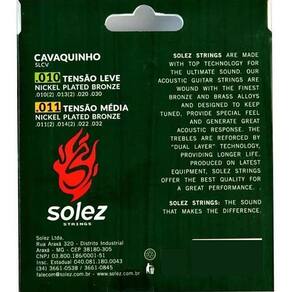 CAVAQUINHO
SLCV
.010 TENSÃO LEVE
NICKEL PLATED BRONZE
.010(2) .013(2) .020 .030
.011 TENSÃO MÉDIA
NICKEL PLATED BRONZE
.011(2) .014(2) .022 .032
solez
STRINGS
Solez Ltda.
Rua Araxá 320 - Distrito Industrial
Araxá - MG - CEP 38180-305
CNPJ 03.800.186/0001-51
Insc. Estadual 040.081.180.0043
(34) 3661-0538 / 3661-0845
falecom@solez.com.br - www.solez.com.br
SOLEZ STRINGS ARE MADE
WITH TOP TECHNOLOGY FOR
THE ULTIMATE SOUND. OUR
ACOUSTIC GUITAR STRINGS ARE
WOUND WITH THE FINEST
BRONZE AND BRASS ALLOYS
AND DESIGNED TO KEEP
TUNED, PROVIDE SPECIAL FEEL
AND GENERATE GREAT
ACOUSTIC RESPONSE. THE
TREBLES ARE REFORCED BY
"DUAL LAYER" TECHNOLOGY,
PROVIDING LONGER LIFE.
PRODUCED ON LATEST
EQUIPMENT, SOLEZ STRINGS
OFFER THE BEST QUALITY FOR
A GREAT PERFORMANCE.
SOLEZ STRINGS: THE SOUND
THAT MAKES THE DIFFERENCE.